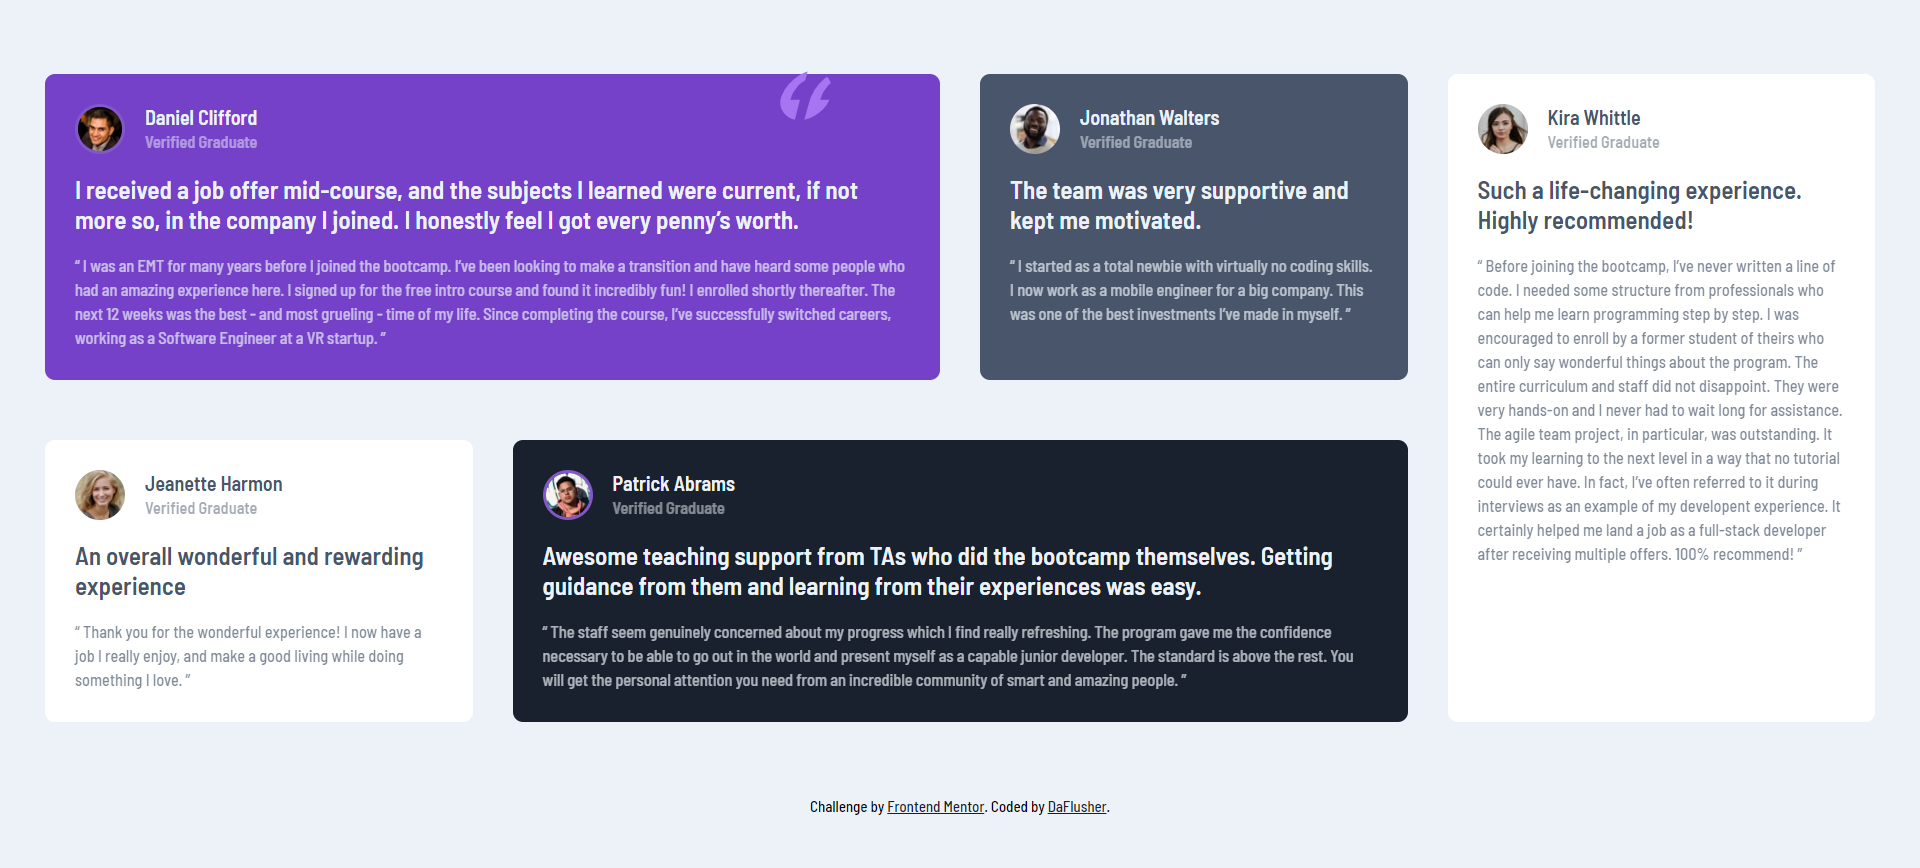 “
Daniel Clifford
Verified Graduate
I received a job offer mid-course, and the subjects I learned were current, if not
more so, in the company I joined. I honestly feel I got every penny’s worth.
“ I was an EMT for many years before I joined the bootcamp. I’ve been looking to make a transition and have heard some people who
had an amazing experience here. I signed up for the free intro course and found it incredibly fun! I enrolled shortly thereafter. The
next 12 weeks was the best - and most grueling - time of my life. Since completing the course, I’ve successfully switched careers,
working as a Software Engineer at a VR startup. ”
Jonathan Walters
Verified Graduate
The team was very supportive and
kept me motivated.
“ I started as a total newbie with virtually no coding skills.
I now work as a mobile engineer for a big company. This
was one of the best investments I’ve made in myself. ”
Kira Whittle
Verified Graduate
Such a life-changing experience.
Highly recommended!
“ Before joining the bootcamp, I’ve never written a line of
code. I needed some structure from professionals who
can help me learn programming step by step. I was
encouraged to enroll by a former student of theirs who
can only say wonderful things about the program. The
entire curriculum and staff did not disappoint. They were
very hands-on and I never had to wait long for assistance.
The agile team project, in particular, was outstanding. It
took my learning to the next level in a way that no tutorial
could ever have. In fact, I’ve often referred to it during
interviews as an example of my developent experience. It
certainly helped me land a job as a full-stack developer
after receiving multiple offers. 100% recommend! ”
Jeanette Harmon
Verified Graduate
An overall wonderful and rewarding
experience
“ Thank you for the wonderful experience! I now have a
job I really enjoy, and make a good living while doing
something I love. ”
Patrick Abrams
Verified Graduate
Awesome teaching support from TAs who did the bootcamp themselves. Getting
guidance from them and learning from their experiences was easy.
“ The staff seem genuinely concerned about my progress which I find really refreshing. The program gave me the confidence
necessary to be able to go out in the world and present myself as a capable junior developer. The standard is above the rest. You
will get the personal attention you need from an incredible community of smart and amazing people. ”
Challenge by Frontend Mentor. Coded by DaFlusher.